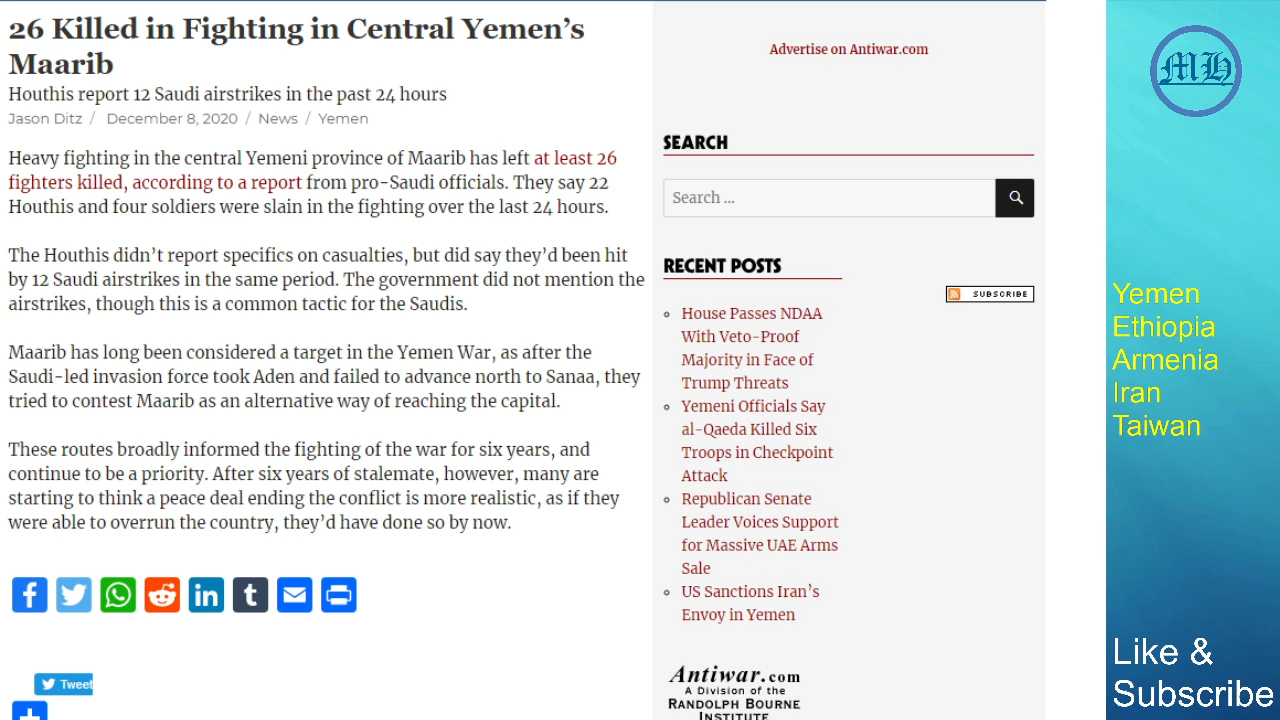 26 Killed in Fighting in Central Yemen’s
Maarib
Houthis report 12 Saudi airstrikes in the past 24 hours
Jason Ditz / December 8, 2020 / News / Yemen
Heavy fighting in the central Yemeni province of Maarib has left at least 26
fighters killed, according to a report from pro-Saudi officials. They say 22
Houthis and four soldiers were slain in the fighting over the last 24 hours.
The Houthis didn’t report specifics on casualties, but did say they’d been hit
by 12 Saudi airstrikes in the same period. The government did not mention the
airstrikes, though this is a common tactic for the Saudis.
Maarib has long been considered a target in the Yemen War, as after the
Saudi-led invasion force took Aden and failed to advance north to Sanaa, they
tried to contest Maarib as an alternative way of reaching the capital.
These routes broadly informed the fighting of the war for six years, and
continue to be a priority. After six years of stalemate, however, many are
starting to think a peace deal ending the conflict is more realistic, as if they
were able to overrun the country, they’d have done so by now.
Tweet
Advertise on Antiwar.com
SEARCH
Search …
RECENT POSTS
SUBSCRIBE
House Passes NDAA
With Veto-Proof
Majority in Face of
Trump Threats
Yemeni Officials Say
al-Qaeda Killed Six
Troops in Checkpoint
Attack
Republican Senate
Leader Voices Support
for Massive UAE Arms
Sale
US Sanctions Iran’s
Envoy in Yemen
Antiwar.com
A Division of the
RANDOLPH BOURNE
INSTITUTE
MH
Yemen
Ethiopia
Armenia
Iran
Taiwan
Like &
Subscribe